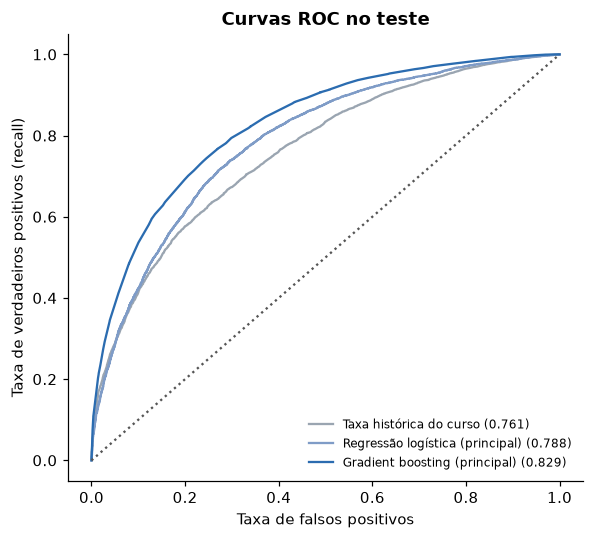 Curvas ROC no teste
Taxa de verdadeiros positivos (recall)
1.0
0.8
0.6
0.4
0.2
0.0
0.0 0.2 0.4 0.6 0.8 1.0
Taxa de falsos positivos
Taxa histórica do curso (0.761)
Regressão logística (principal) (0.788)
Gradient boosting (principal) (0.829)